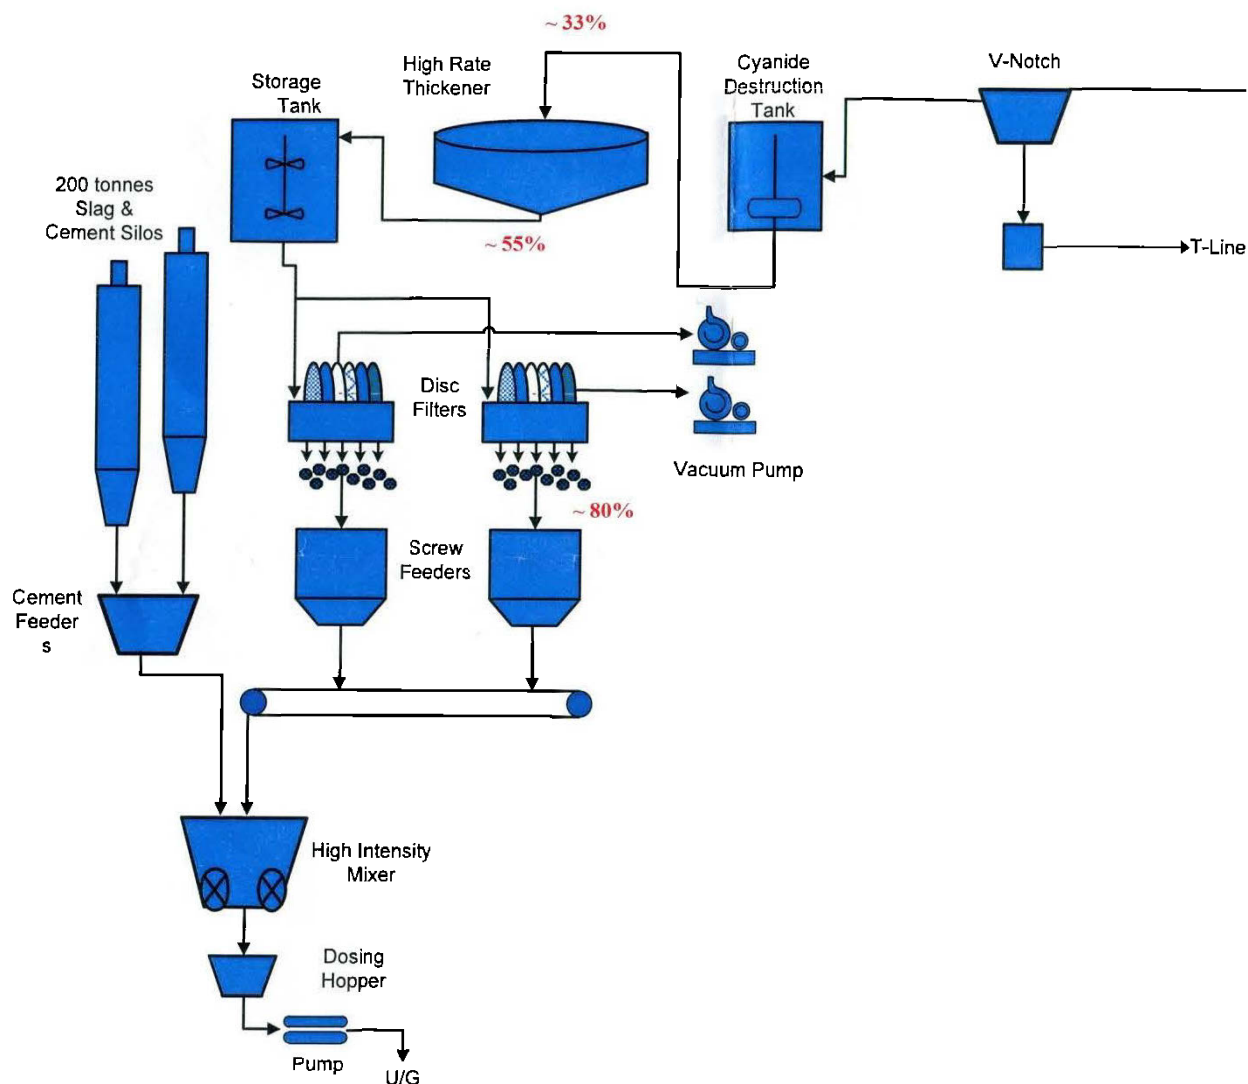 ~ 33%
Storage
Tank
High Rate
Thickener
Cyanide
Destruction
Tank
V-Notch
200 tonnes
Slag &
Cement Silos
~ 55%
T-Line
Disc
Filters
Vacuum Pump
~ 80%
Screw
Feeders
Cement
Feeder
s
High Intensity
Mixer
Dosing
Hopper
Pump
U/G